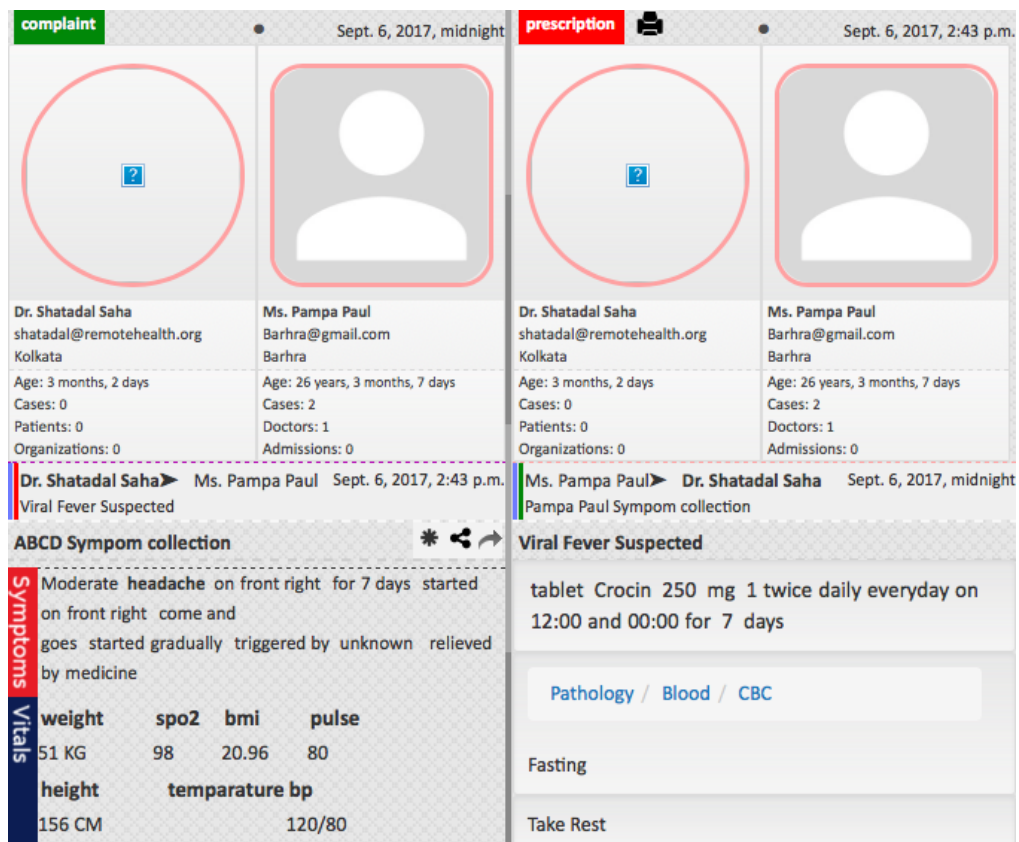 complaint
Sept. 6, 2017, midnight
Dr. Shatadal Saha
shatadal@remotehealth.org
Kolkata
Ms. Pampa Paul
Barhra@gmail.com
Barhra
Age: 3 months, 2 days
Cases: 0
Patients: 0
Organizations: 0
Age: 26 years, 3 months, 7 days
Cases: 2
Doctors: 1
Admissions: 0
Dr. Shatadal Saha➤ Ms. Pampa Paul Sept. 6, 2017, 2:43 p.m.
Viral Fever Suspected
ABCD Sympom collection
Symptoms
Moderate headache on front right for 7 days started
on front right come and
goes started gradually triggered by unknown relieved
by medicine
Vitals
weight spo2 bmi pulse
51 KG 98 20.96 80
height temparature bp
156 CM 120/80
prescription
Sept. 6, 2017, 2:43 p.m.
Dr. Shatadal Saha
shatadal@remotehealth.org
Kolkata
Ms. Pampa Paul
Barhra@gmail.com
Barhra
Age: 3 months, 2 days
Cases: 0
Patients: 0
Organizations: 0
Age: 26 years, 3 months, 7 days
Cases: 2
Doctors: 1
Admissions: 0
Ms. Pampa Paul➤ Dr. Shatadal Saha Sept. 6, 2017, midnight
Pampa Paul Sympom collection
Viral Fever Suspected
tablet Crocin 250 mg 1 twice daily everyday on
12:00 and 00:00 for 7 days
Pathology / Blood / CBC
Fasting
Take Rest